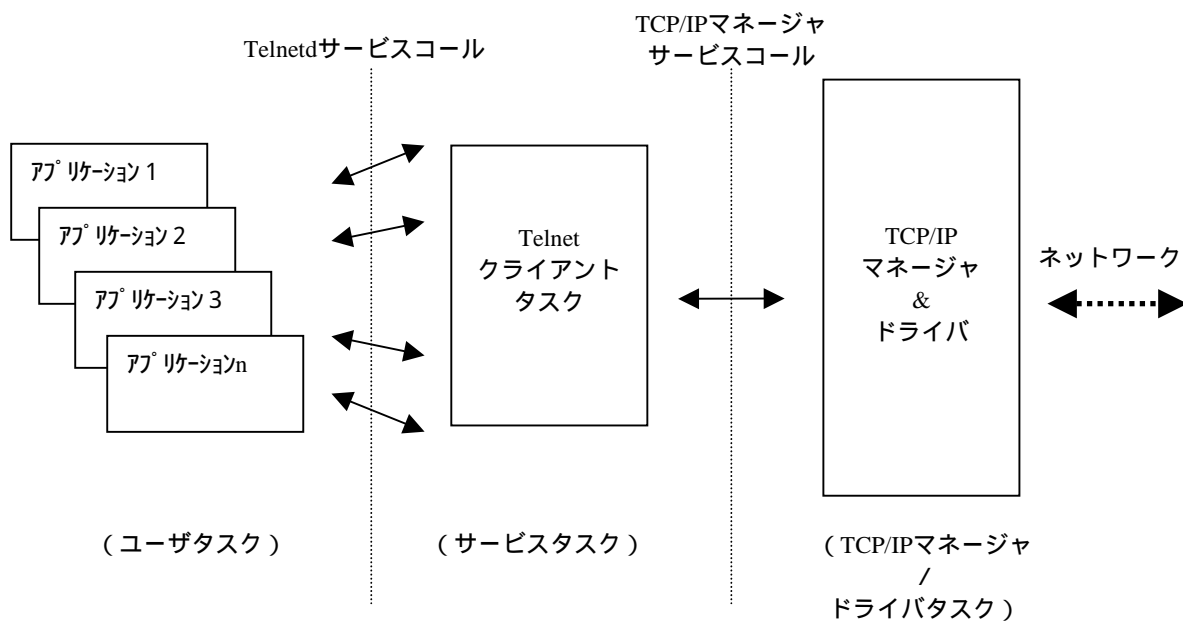 Telnetdサービスコール
TCP/IPマネージャ
サービスコール
ｱﾌﾟﾘｹｰｼｮﾝ 1
ｱﾌﾟﾘｹｰｼｮﾝ 2
ｱﾌﾟﾘｹｰｼｮﾝ 3
ｱﾌﾟﾘｹｰｼｮﾝn
Telnet
クライアント
タスク
TCP/IP
マネージャ
&
ドライバ
ネットワーク
（ユーザタスク）
（サービスタスク）
（TCP/IPマネージャ
/
ドライバタスク）